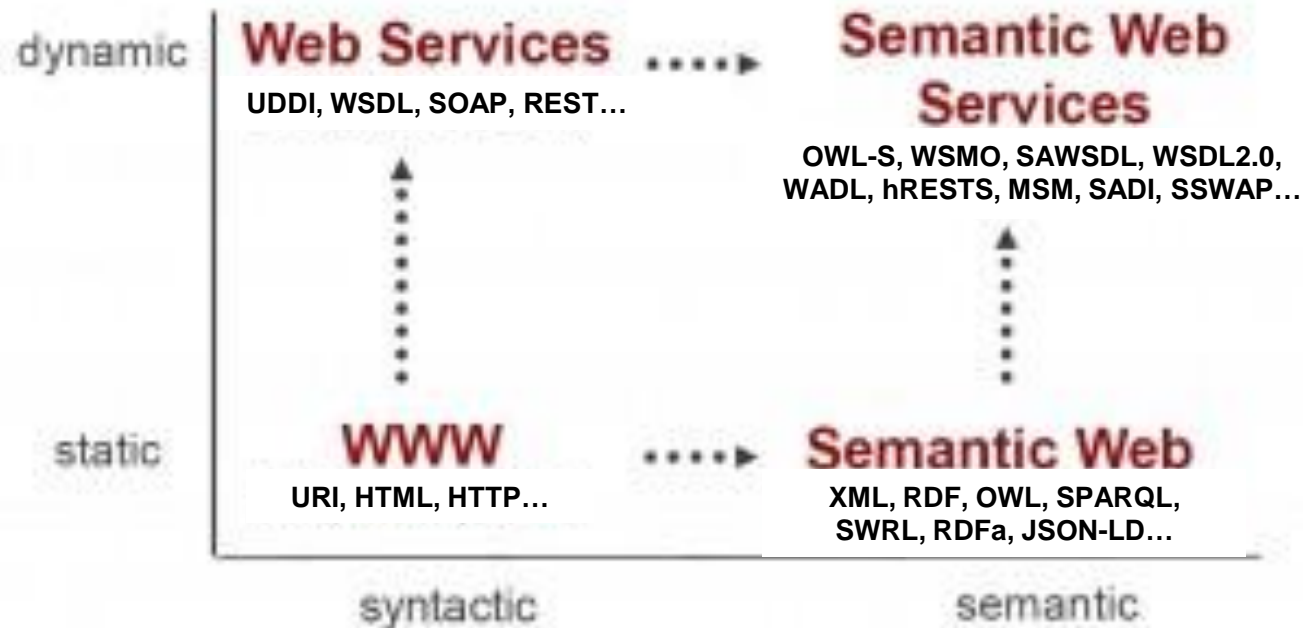 dynamic
Web Services
UDDI, WSDL, SOAP, REST…
Semantic Web
Services
OWL-S, WSMO, SAWSDL, WSDL2.0,
WADL, hRESTS, MSM, SADI, SSWAP…
static
WWW
URI, HTML, HTTP…
Semantic Web
XML, RDF, OWL, SPARQL,
SWRL, RDFa, JSON-LD…
syntactic
semantic